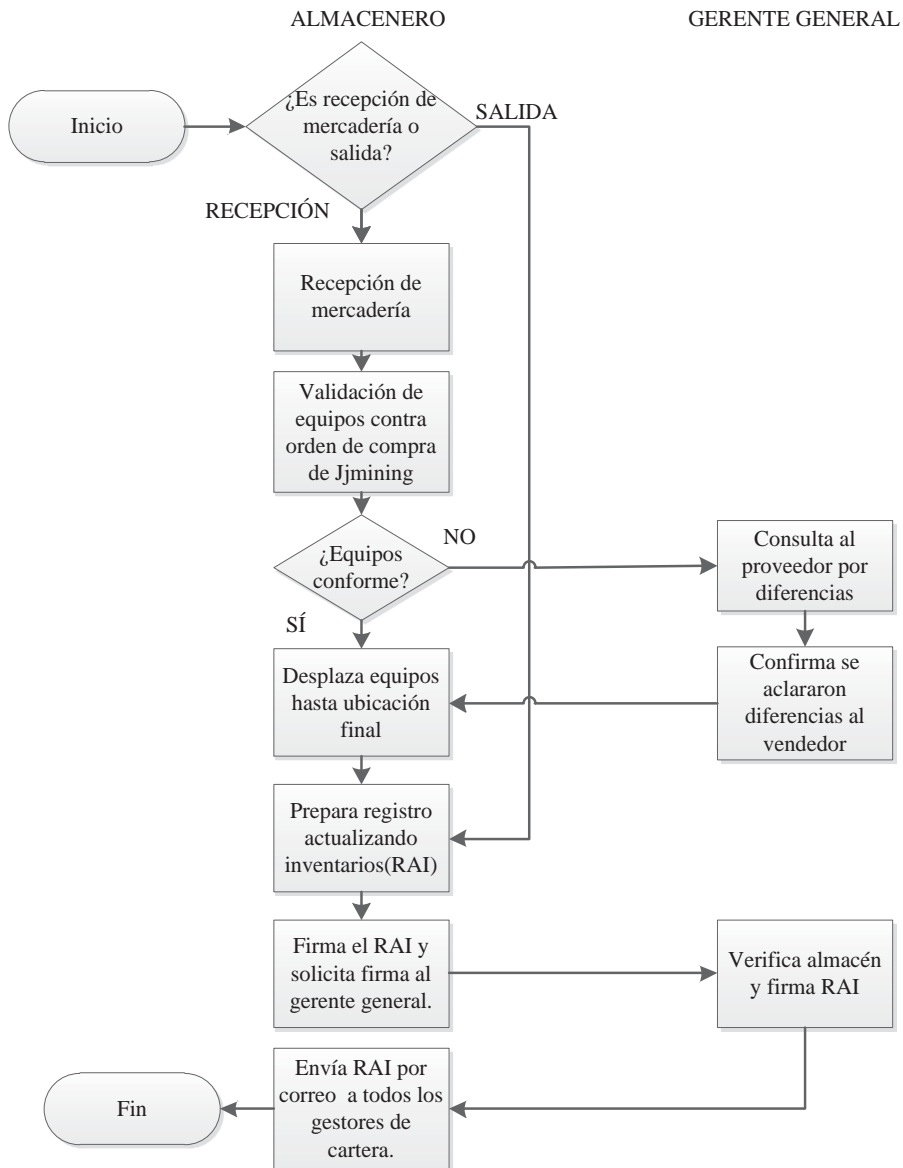 ALMACENERO
GERENTE GENERAL
Inicio
¿Es recepción de
mercadería o
salida?
SALIDA
RECEPCIÓN
Recepción de
mercadería
Validación de
equipos contra
orden de compra
de Jjmining
¿Equipos
conforme?
NO
SÍ
Consulta al
proveedor por
diferencias
Confirma se
aclararon
diferencias al
vendedor
Desplaza equipos
hasta ubicación
final
Prepara registro
actualizando
inventarios(RAI)
Firma el RAI y
solicita firma al
gerente general.
Verifica almacén
y firma RAI
Envía RAI por
correo a todos los
gestores de
cartera.
Fin